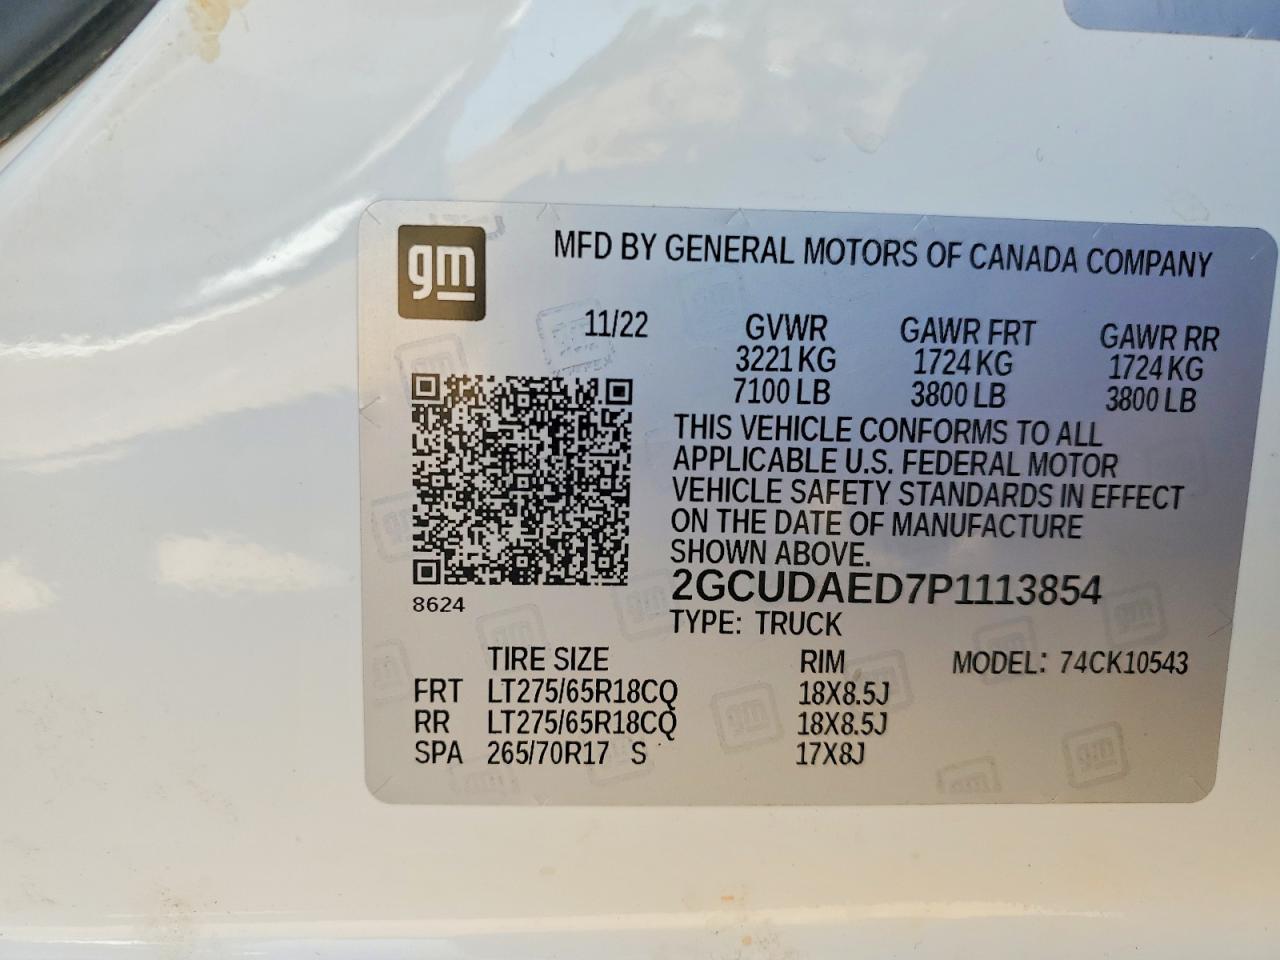 gm
MFD BY GENERAL MOTORS OF CANADA COMPANY
11/22 GVWR GAWR FRT GAWR RR
3221 KG 1724 KG 1724 KG
7100 LB 3800 LB 3800 LB
THIS VEHICLE CONFORMS TO ALL
APPLICABLE U.S. FEDERAL MOTOR
VEHICLE SAFETY STANDARDS IN EFFECT
ON THE DATE OF MANUFACTURE
SHOWN ABOVE.
2GCUDAED7P1113854
8624
TYPE: TRUCK
TIRE SIZE RIM MODEL: 74CK10543
FRT LT275/65R18CQ 18X8.5J
RR LT275/65R18CQ 18X8.5J
SPA 265/70R17 S 17X8J